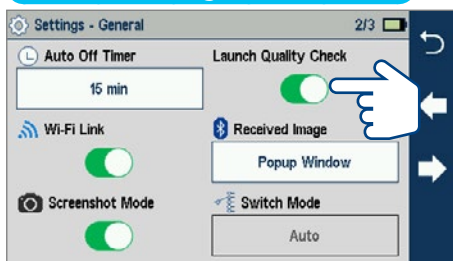 Settings - General
2/3
Auto Off Timer
Launch Quality Check
15 min
Wi-Fi Link
Received Image
Popup Window
Screenshot Mode
Switch Mode
Auto